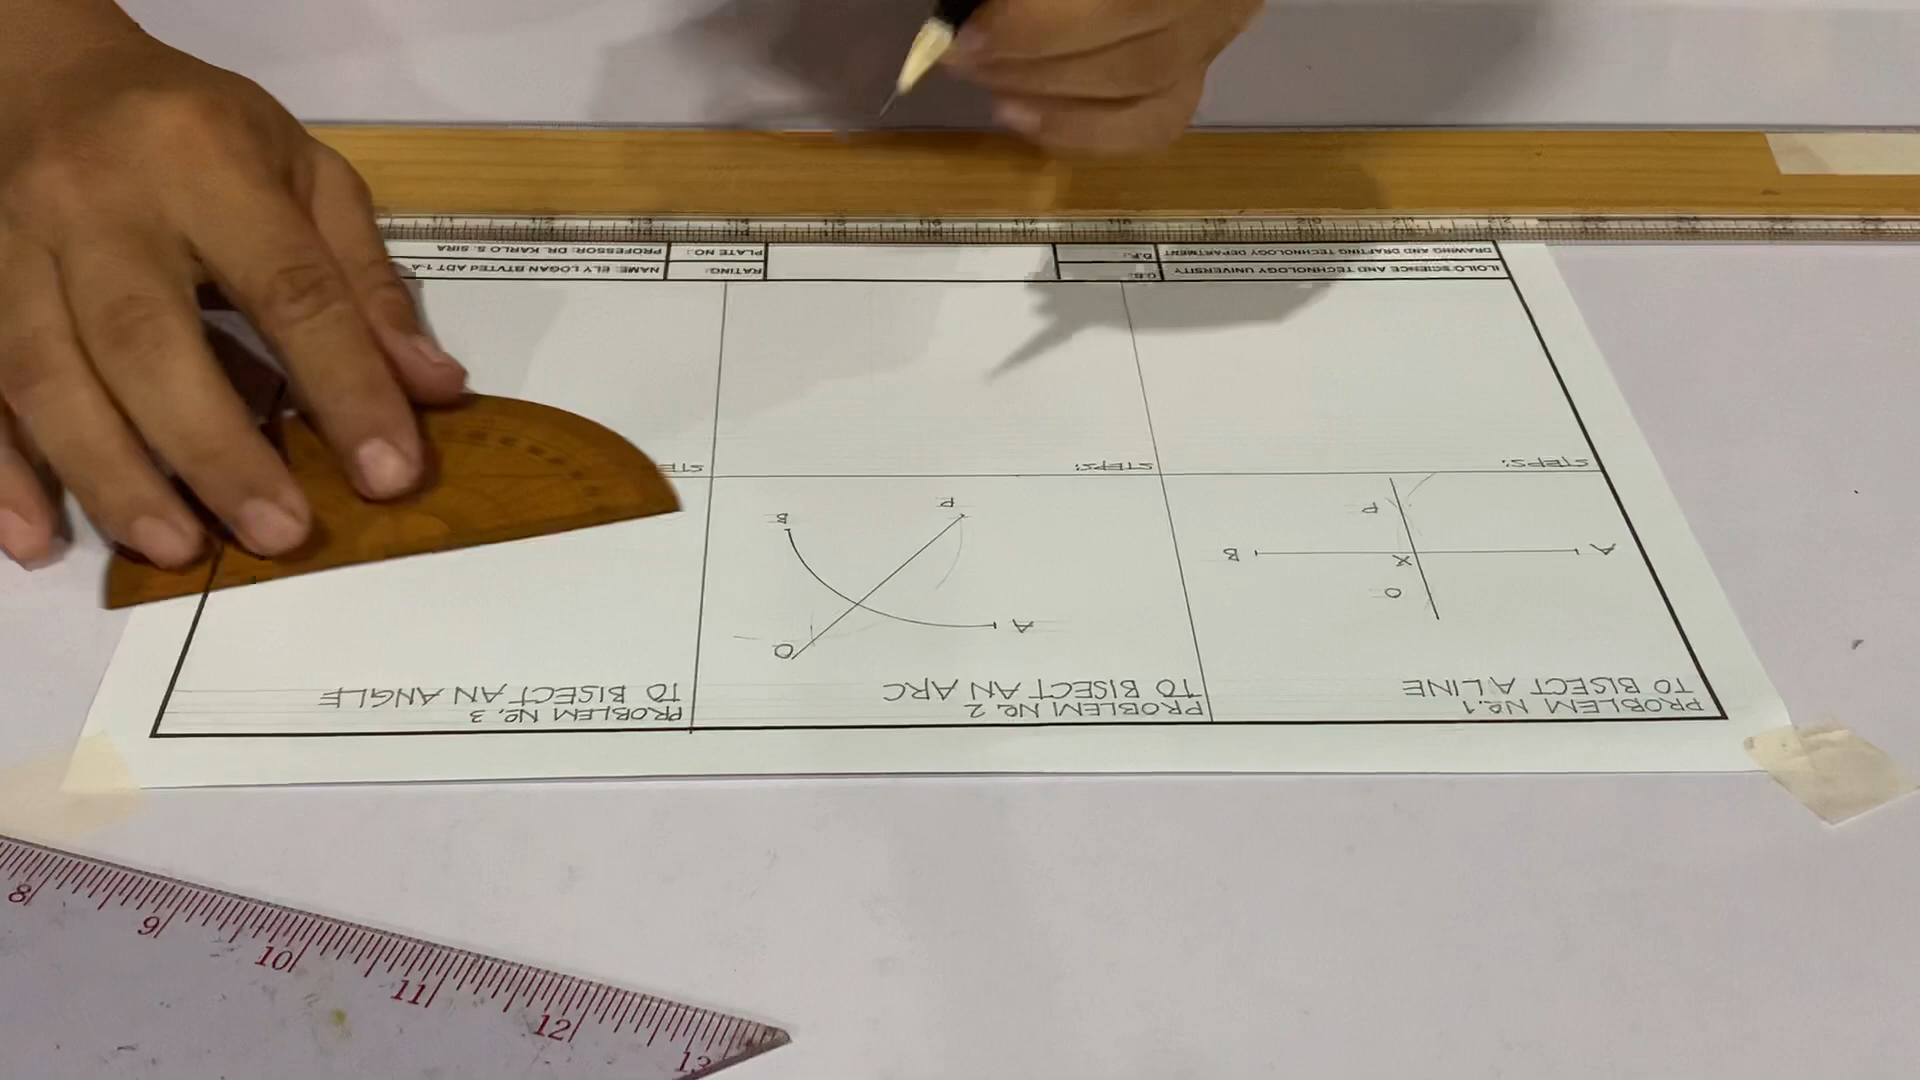 PROBLEM NO. 1
TO BISECT A LINE
A
B
X
O
P
STEPS:
PROBLEM NO. 2
TO BISECT AN ARC
A
B
O
P
STEPS:
PROBLEM NO. 3
TO BISECT AN ANGLE
STE
ILOILO SCIENCE AND TECHNOLOGY UNIVERSITY
DRAWING AND DRAFTING TECHNOLOGY DEPARTMENT
RATING:
PLATE NO.:
NAME: ELY LOGAN BTVTEd ADT 1-A
PROFESSOR: DR. KARLO S. SIRA
8 9 10 11 12 13